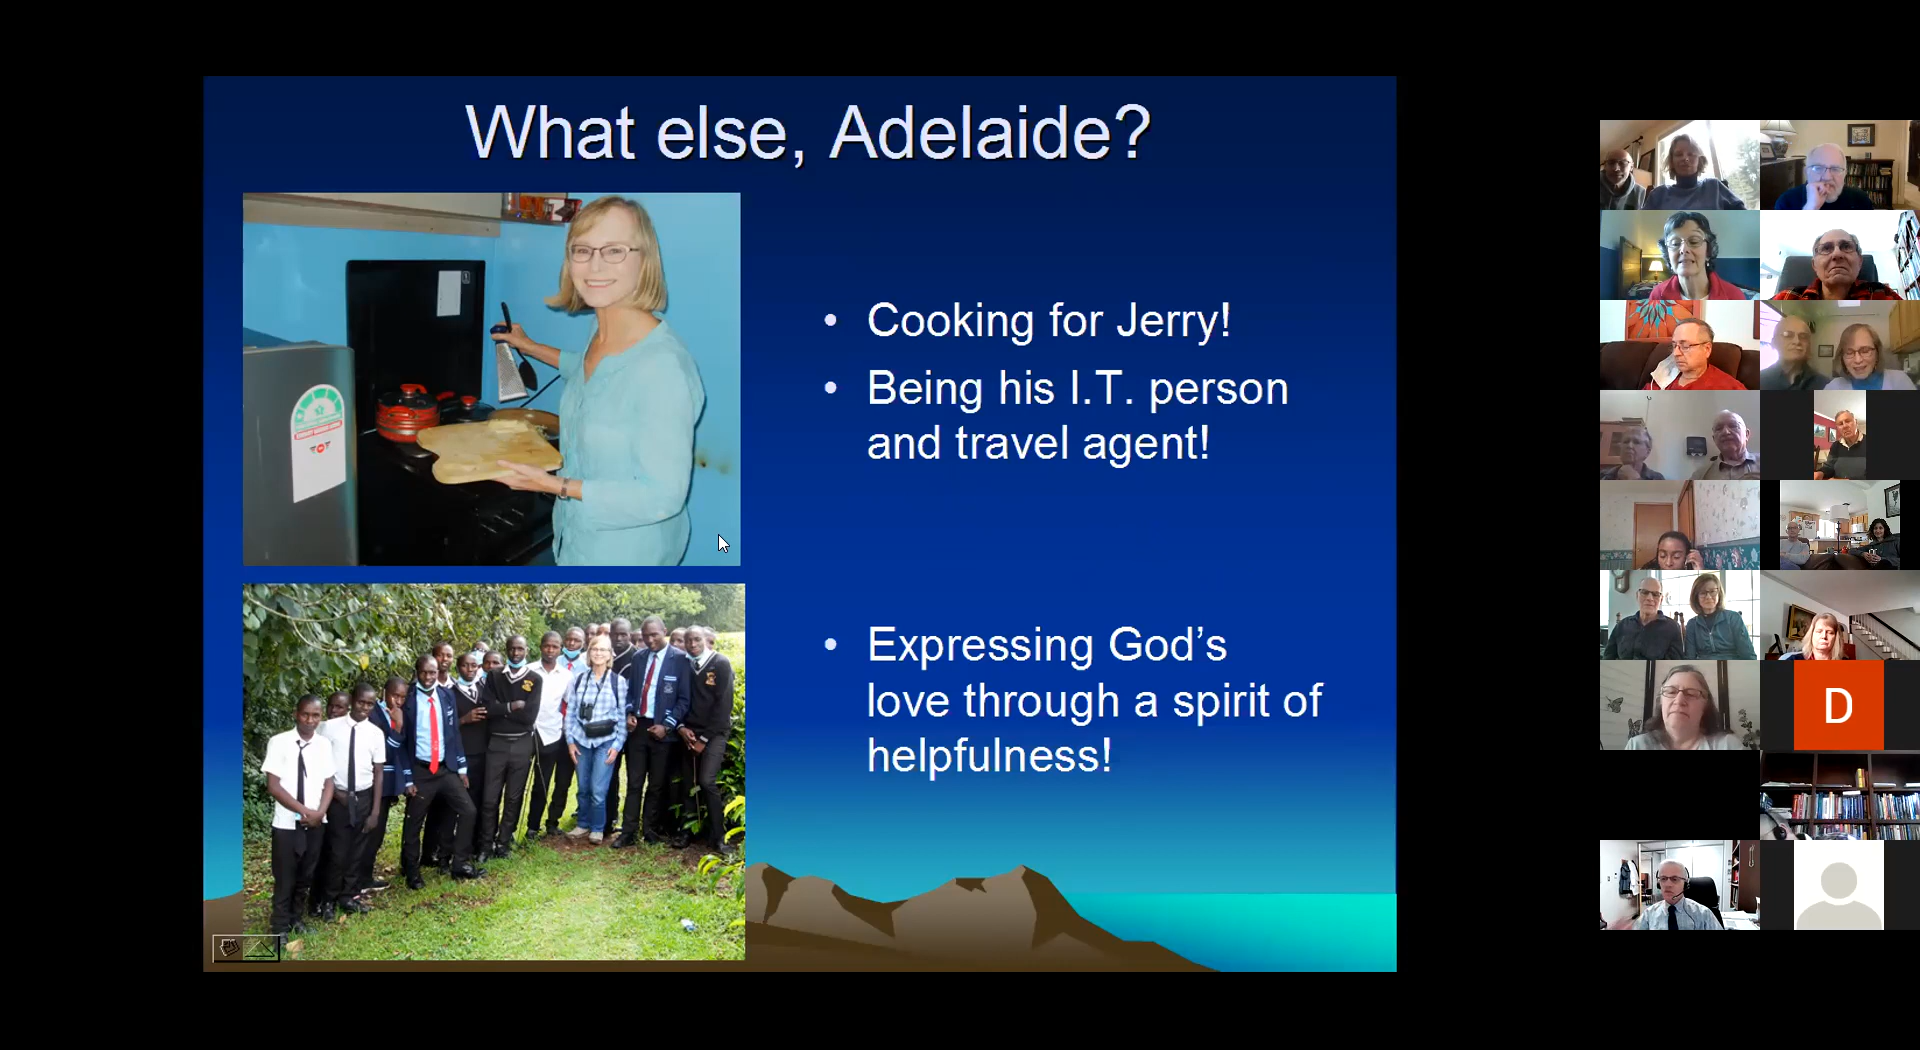 What else, Adelaide?
• Cooking for Jerry!
• Being his I.T. person
and travel agent!
• Expressing God’s
love through a spirit of
helpfulness!
D